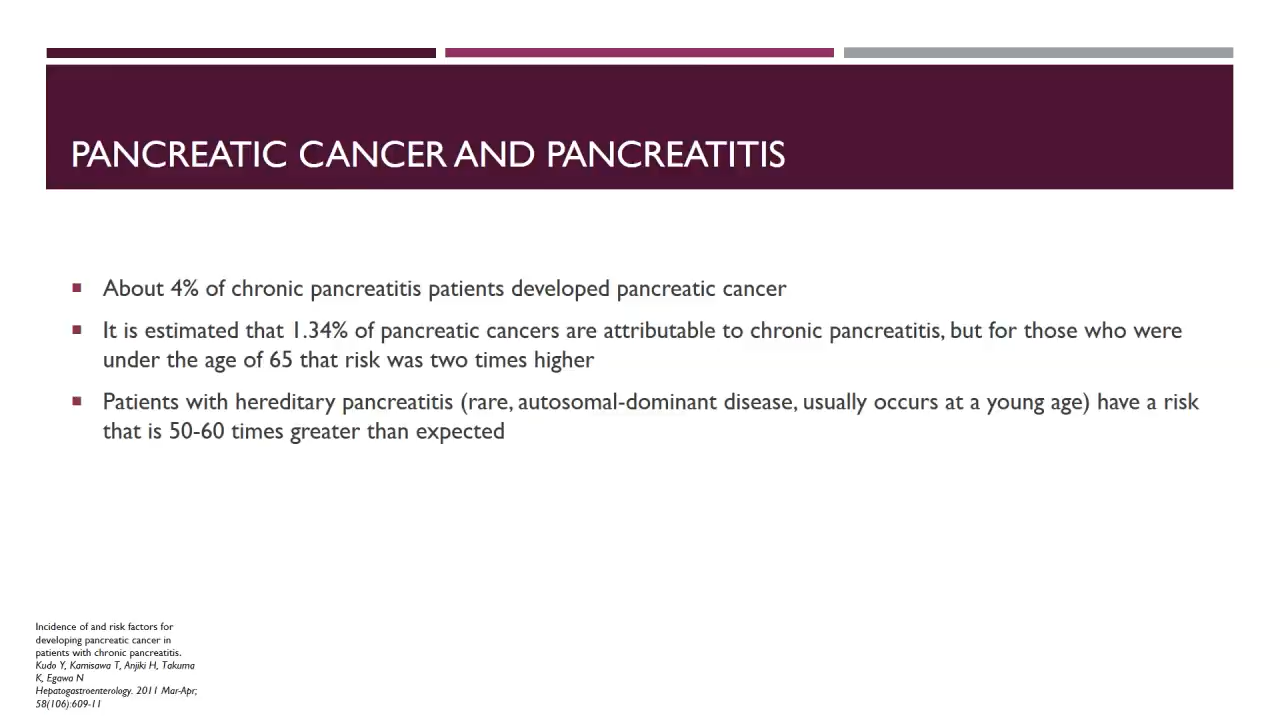 PANCREATIC CANCER AND PANCREATITIS
▪ About 4% of chronic pancreatitis patients developed pancreatic cancer
▪ It is estimated that 1.34% of pancreatic cancers are attributable to chronic pancreatitis, but for those who were
under the age of 65 that risk was two times higher
▪ Patients with hereditary pancreatitis (rare, autosomal-dominant disease, usually occurs at a young age) have a risk
that is 50-60 times greater than expected
Incidence of and risk factors for
developing pancreatic cancer in
patients with chronic pancreatitis.
Kudo Y, Kamisawa T, Anjiki H, Takuma
K, Egawa N
Hepatogastroenterology. 2011 Mar-Apr;
58(106):609-11